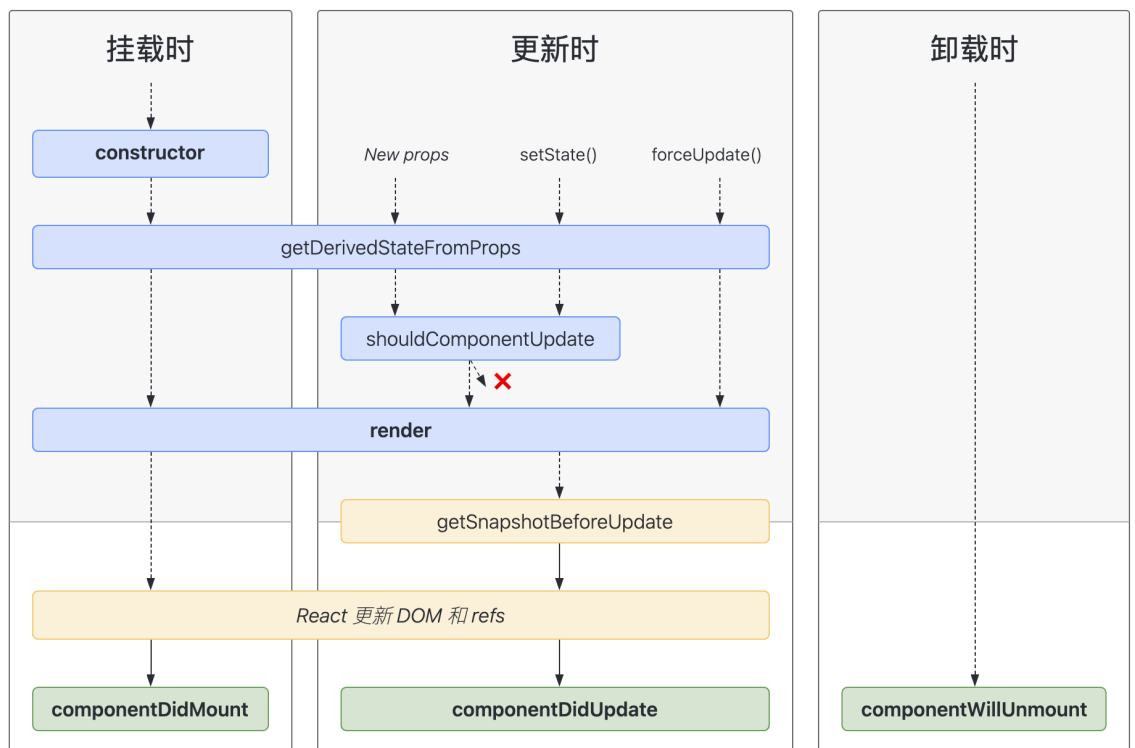 挂载时
更新时
卸载时
constructor
New props
setState()
forceUpdate()
getDerivedStateFromProps
shouldComponentUpdate
render
getSnapshotBeforeUpdate
React 更新 DOM 和 refs
componentDidMount
componentDidUpdate
componentWillUnmount